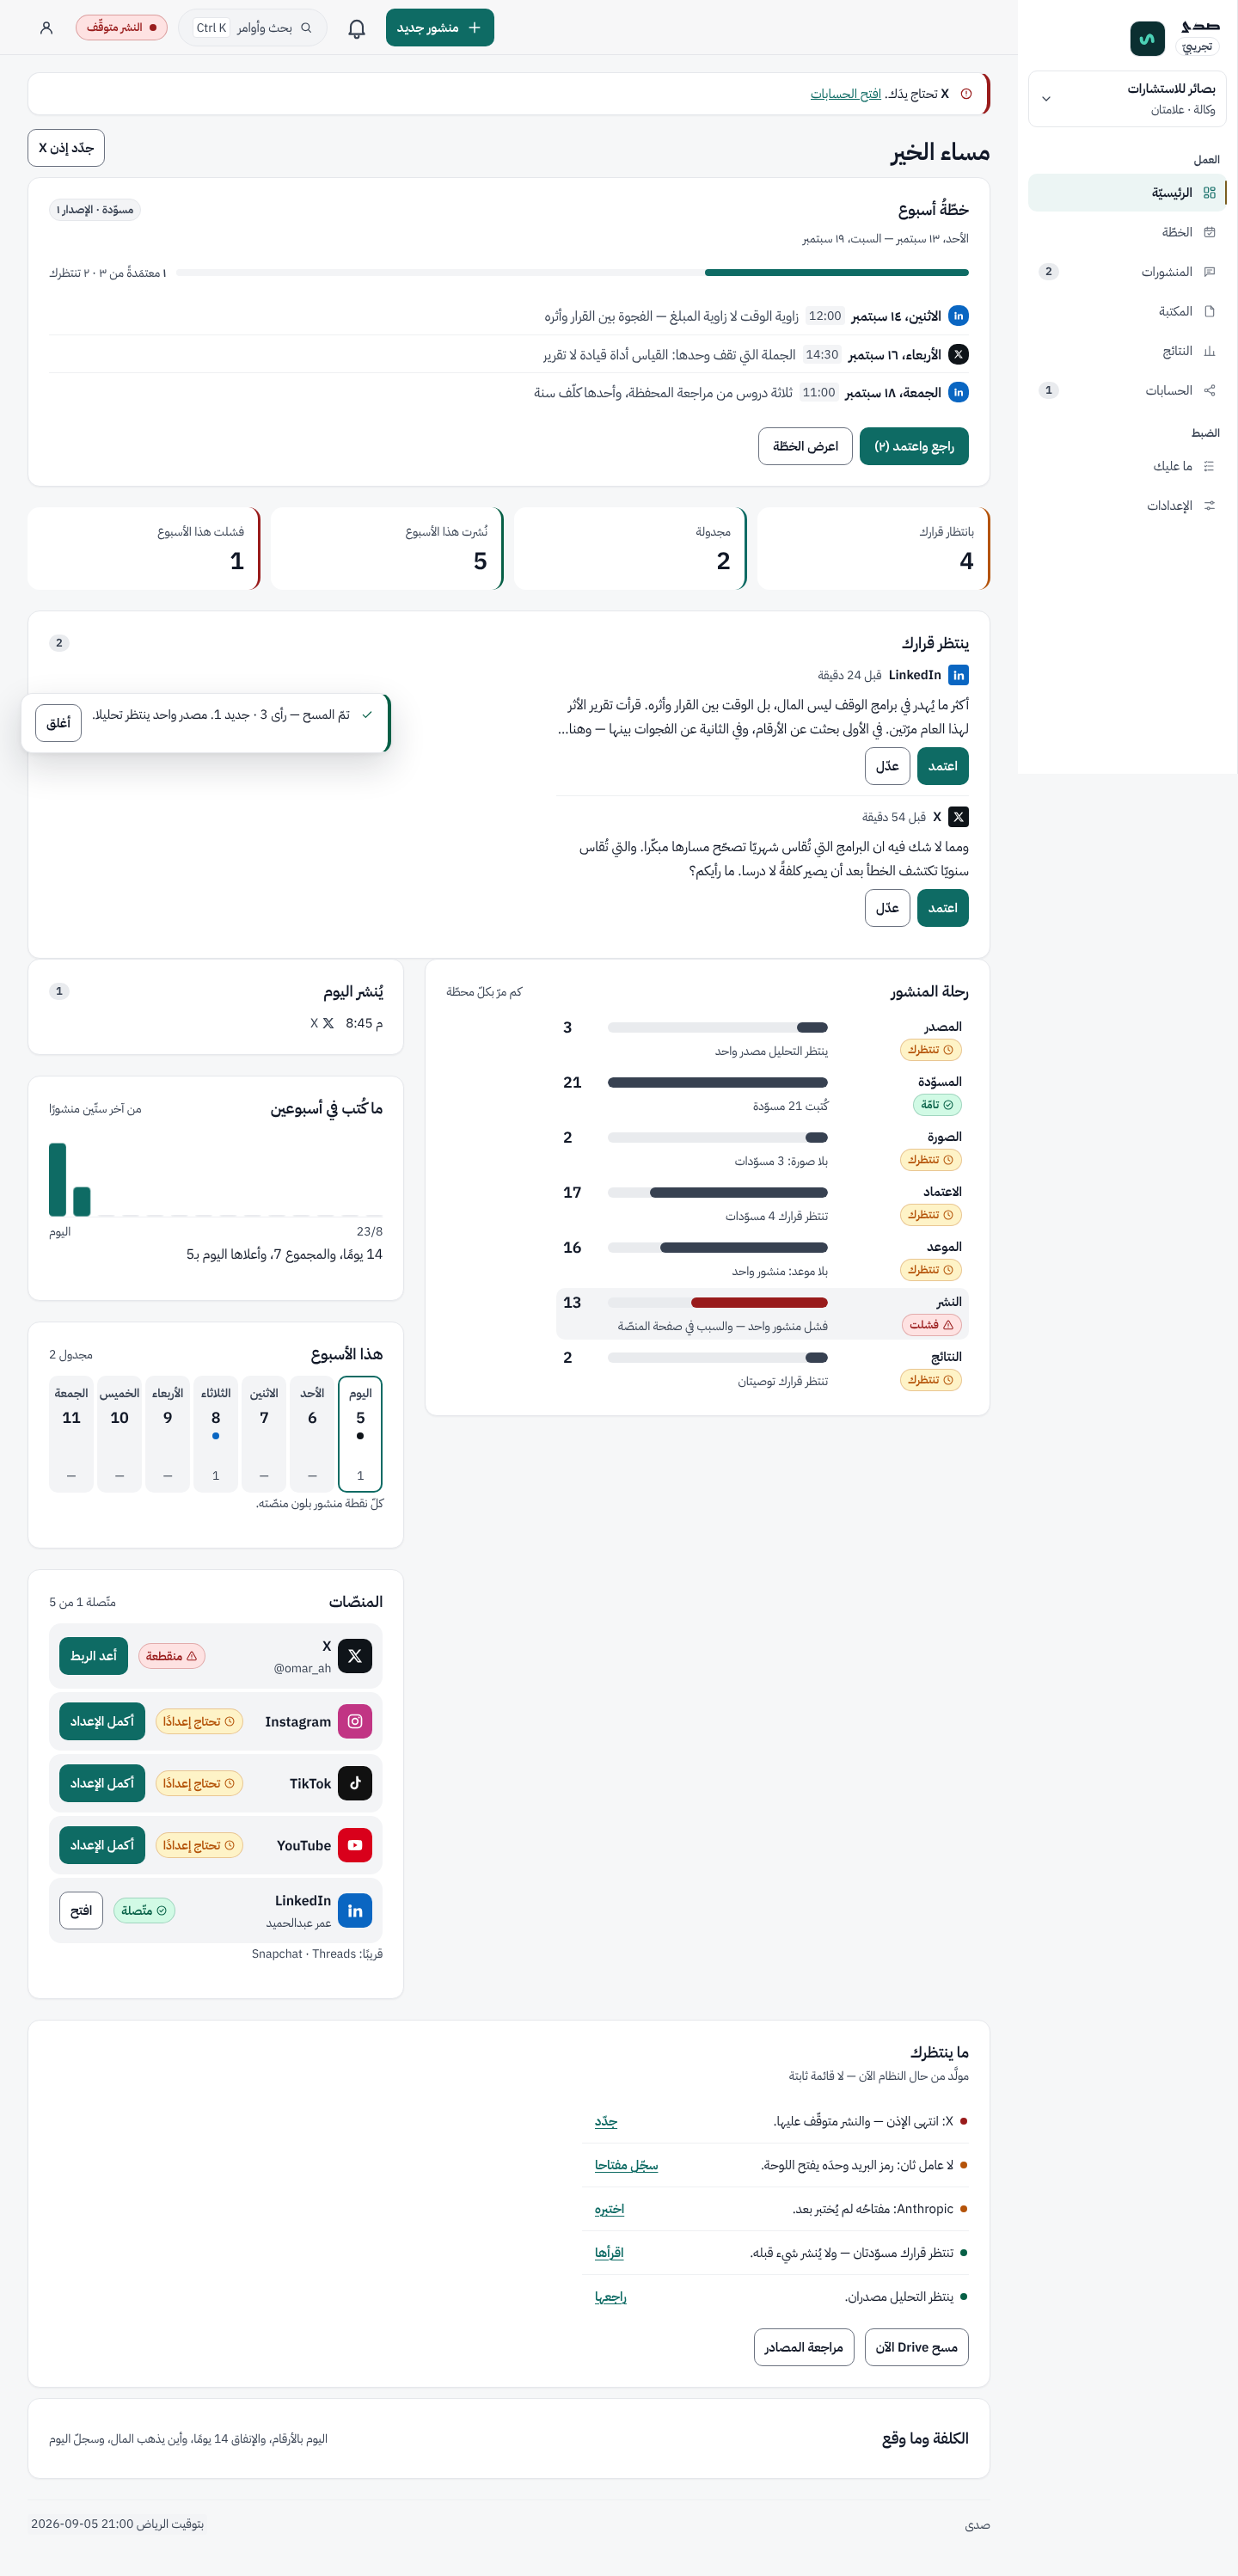 صدى
تجريبيّ
بصائر للاستشارات
وكالة · علامتان
العمل
الرئيسيّة
الخطّة
المنشورات 2
المكتبة
النتائج
الحسابات 1
الضبط
ما عليك
الإعدادات
منشور جديد
بحث وأوامر Ctrl K
النشر متوقّف
X تحتاج يدَك. افتح الحسابات
مساء الخير
جدّد إذن X
خطّةُ أسبوع
مسوّدة · الإصدار ١
الأحد، ١٣ سبتمبر — السبت، ١٩ سبتمبر
١ معتمَدةً من ٣ · ٢ تنتظرك
الاثنين، ١٤ سبتمبر 12:00 زاوية الوقت لا زاوية المبلغ — الفجوة بين القرار وأثره
الأربعاء، ١٦ سبتمبر 14:30 الجملة التي تقف وحدها: القياس أداة قيادة لا تقرير
الجمعة، ١٨ سبتمبر 11:00 ثلاثة دروس من مراجعة المحفظة، وأحدها كلّف سنة
راجع واعتمد (٢)
اعرض الخطّة
بانتظار قرارك
4
مجدولة
2
نُشرت هذا الأسبوع
5
فشلت هذا الأسبوع
1
ينتظر قرارك
2
LinkedIn قبل 24 دقيقة
أكثر ما يُهدر في برامج الوقف ليس المال، بل الوقت بين القرار وأثره. قرأت تقرير الأثر
لهذا العام مرّتين. في الأولى بحثت عن الأرقام، وفي الثانية عن الفجوات بينها — وهنا…
اعتمد
عدّل
X قبل 54 دقيقة
ومما لا شك فيه ان البرامج التي تُقاس شهريًا تصحّح مسارها مبكّرا. والتي تُقاس
سنويًا تكتشف الخطأ بعد أن يصير كلفةً لا درسا. ما رأيكم؟
اعتمد
عدّل
تمّ المسح — رأى 3 · جديد 1. مصدر واحد ينتظر تحليلا.
أغلق
رحلة المنشور
كم مرّ بكلّ محطّة
المصدر
تنتظرك
3
ينتظر التحليل مصدر واحد
المسوّدة
تامّة
21
كُتبت 21 مسوّدة
الصورة
تنتظرك
2
بلا صورة: 3 مسوّدات
الاعتماد
تنتظرك
17
تنتظر قرارك 4 مسوّدات
الموعد
تنتظرك
16
بلا موعد: منشور واحد
النشر
فشلت
13
فشل منشور واحد — والسبب في صفحة المنصّة
النتائج
تنتظرك
2
تنتظر قرارك توصيتان
يُنشر اليوم
1
8:45 م X
ما كُتب في أسبوعين
من آخر ستّين منشورًا
23/8
اليوم
14 يومًا، والمجموع 7، وأعلاها اليوم بـ5
هذا الأسبوع
مجدول 2
اليوم الأحد الاثنين الثلاثاء الأربعاء الخميس الجمعة
5 6 7 8 9 10 11
1 — — 1 — — —
كلّ نقطة منشور بلون منصّته.
المنصّات
متّصلة 1 من 5
X
@omar_ah
منقطعة
أعد الربط
Instagram
تحتاج إعدادًا
أكمل الإعداد
TikTok
تحتاج إعدادًا
أكمل الإعداد
YouTube
تحتاج إعدادًا
أكمل الإعداد
LinkedIn
عمر عبدالحميد
متّصلة
افتح
قريبًا: Snapchat · Threads
ما ينتظرك
مولَّد من حال النظام الآن — لا قائمة ثابتة
X: انتهى الإذن — والنشر متوقّف عليها. جدّد
لا عامل ثان: رمز البريد وحدَه يفتح اللوحة. سجّل مفتاحا
Anthropic: مفتاحُه لم يُختبر بعد. اختبره
تنتظر قرارك مسوّدتان — ولا يُنشر شيء قبله. اقرأها
ينتظر التحليل مصدران. راجعها
مسح Drive الآن
مراجعة المصادر
الكلفة وما وقع
اليوم بالأرقام، والإنفاق 14 يومًا، وأين يذهب المال، وسجلّ اليوم
صدى
بتوقيت الرياض 21:00 2026-09-05